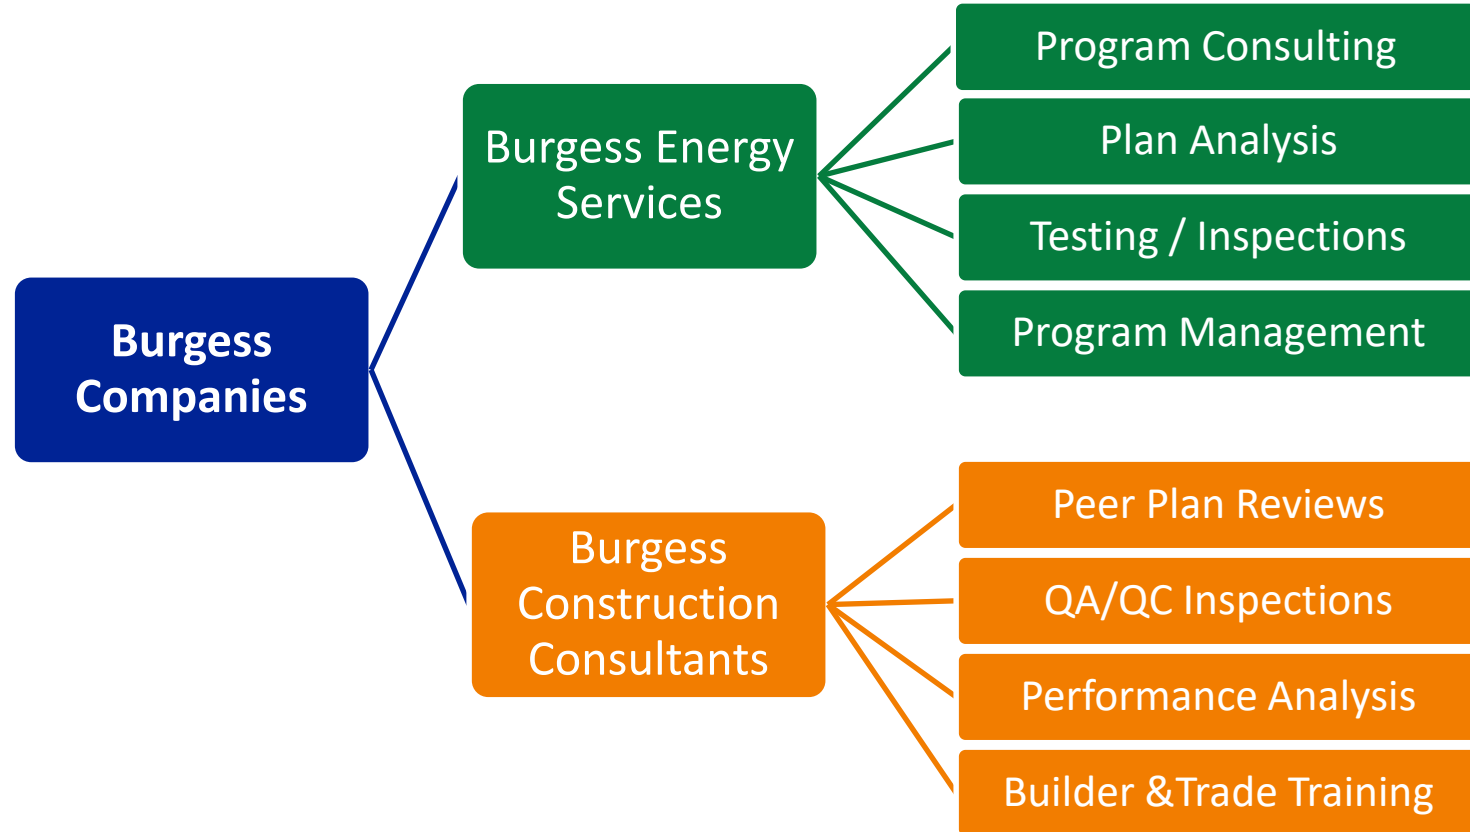 Burgess
Companies
Burgess Energy
Services
Program Consulting
Plan Analysis
Testing / Inspections
Program Management
Burgess
Construction
Consultants
Peer Plan Reviews
QA/QC Inspections
Performance Analysis
Builder &Trade Training